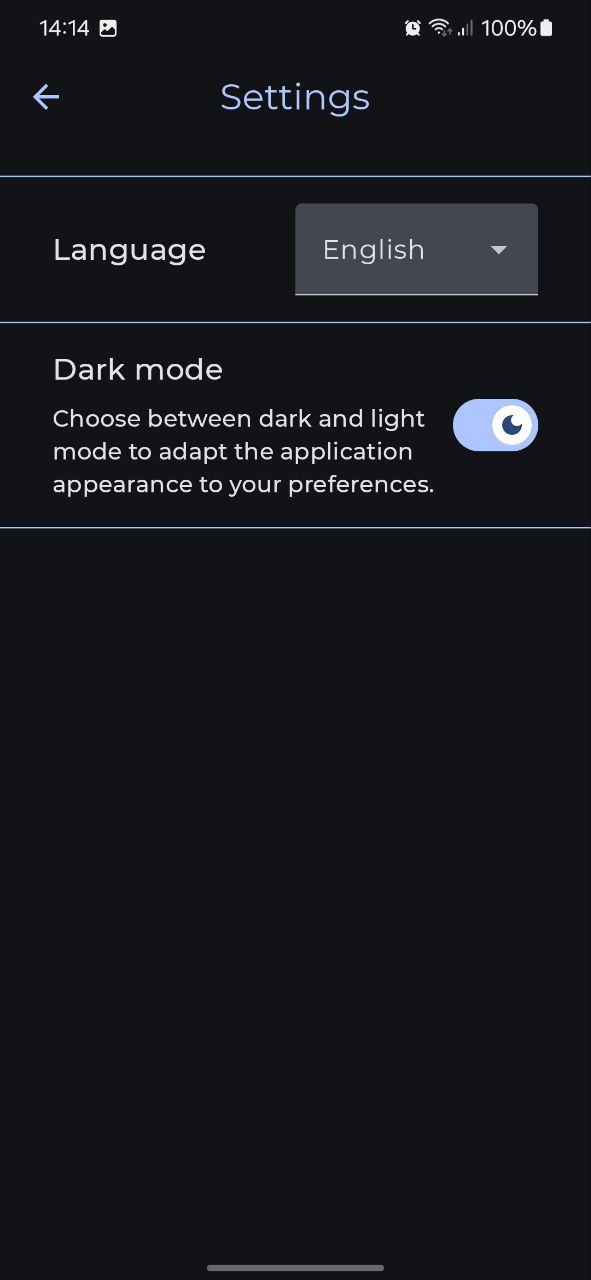 14:14
100%
Settings
Language
English
Dark mode
Choose between dark and light
mode to adapt the application
appearance to your preferences.